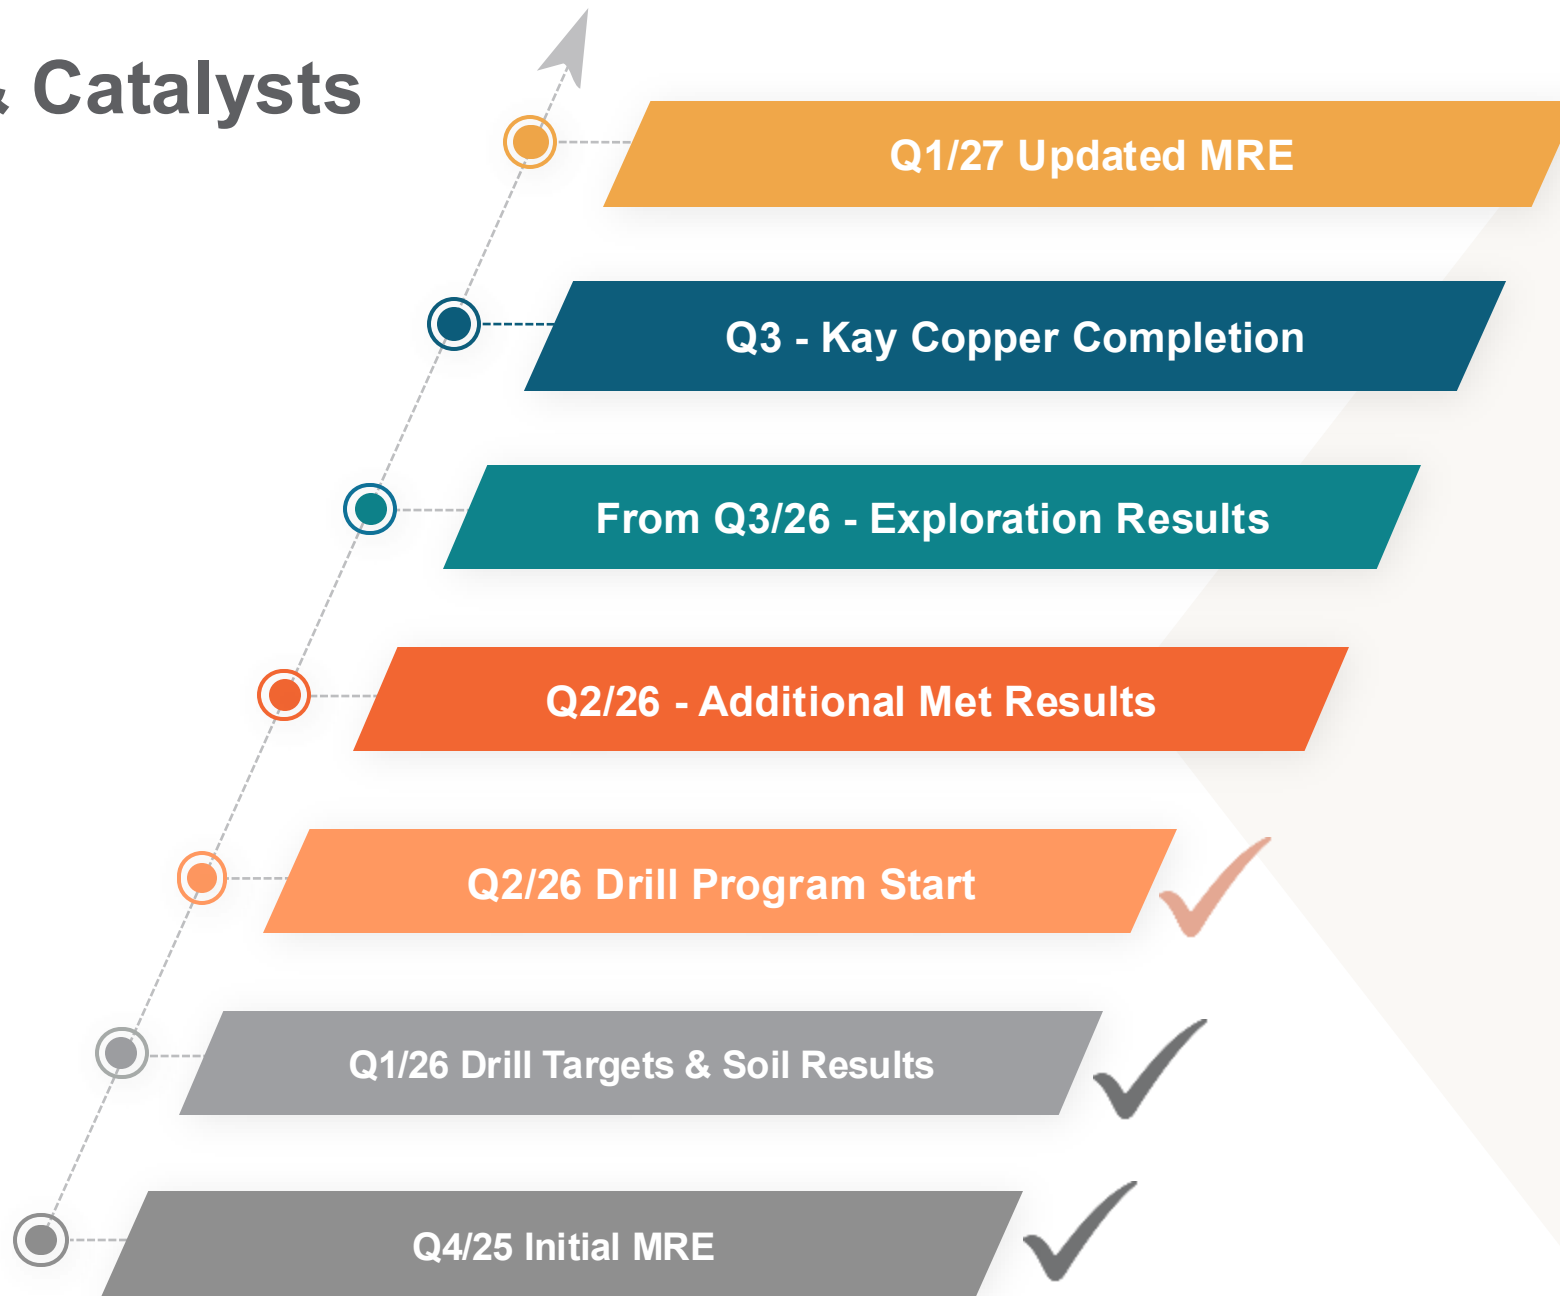 & Catalysts
Q1/27 Updated MRE
Q3 - Kay Copper Completion
From Q3/26 - Exploration Results
Q2/26 - Additional Met Results
Q2/26 Drill Program Start
Q1/26 Drill Targets & Soil Results
Q4/25 Initial MRE